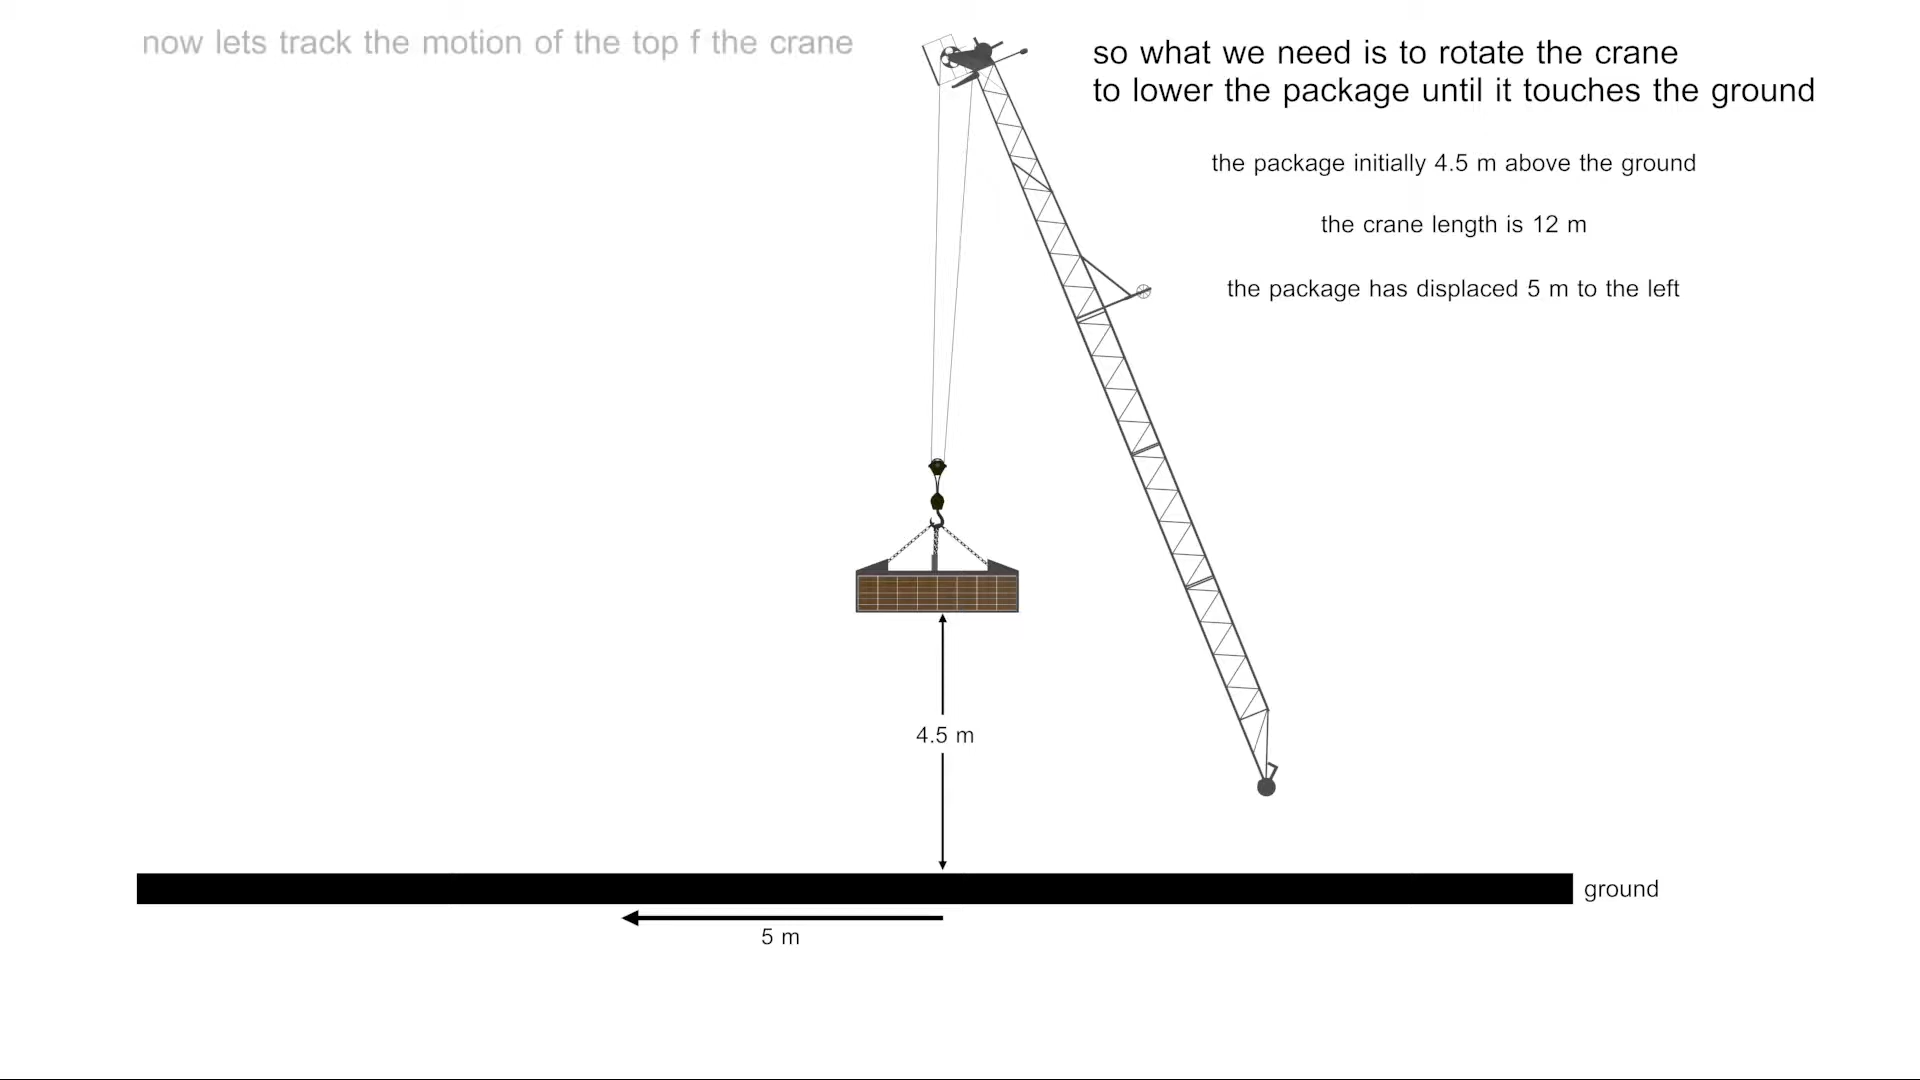 now lets track the motion of the top f the crane
so what we need is to rotate the crane
to lower the package until it touches the ground
the package initially 4.5 m above the ground
the crane length is 12 m
the package has displaced 5 m to the left
4.5 m
ground
5 m